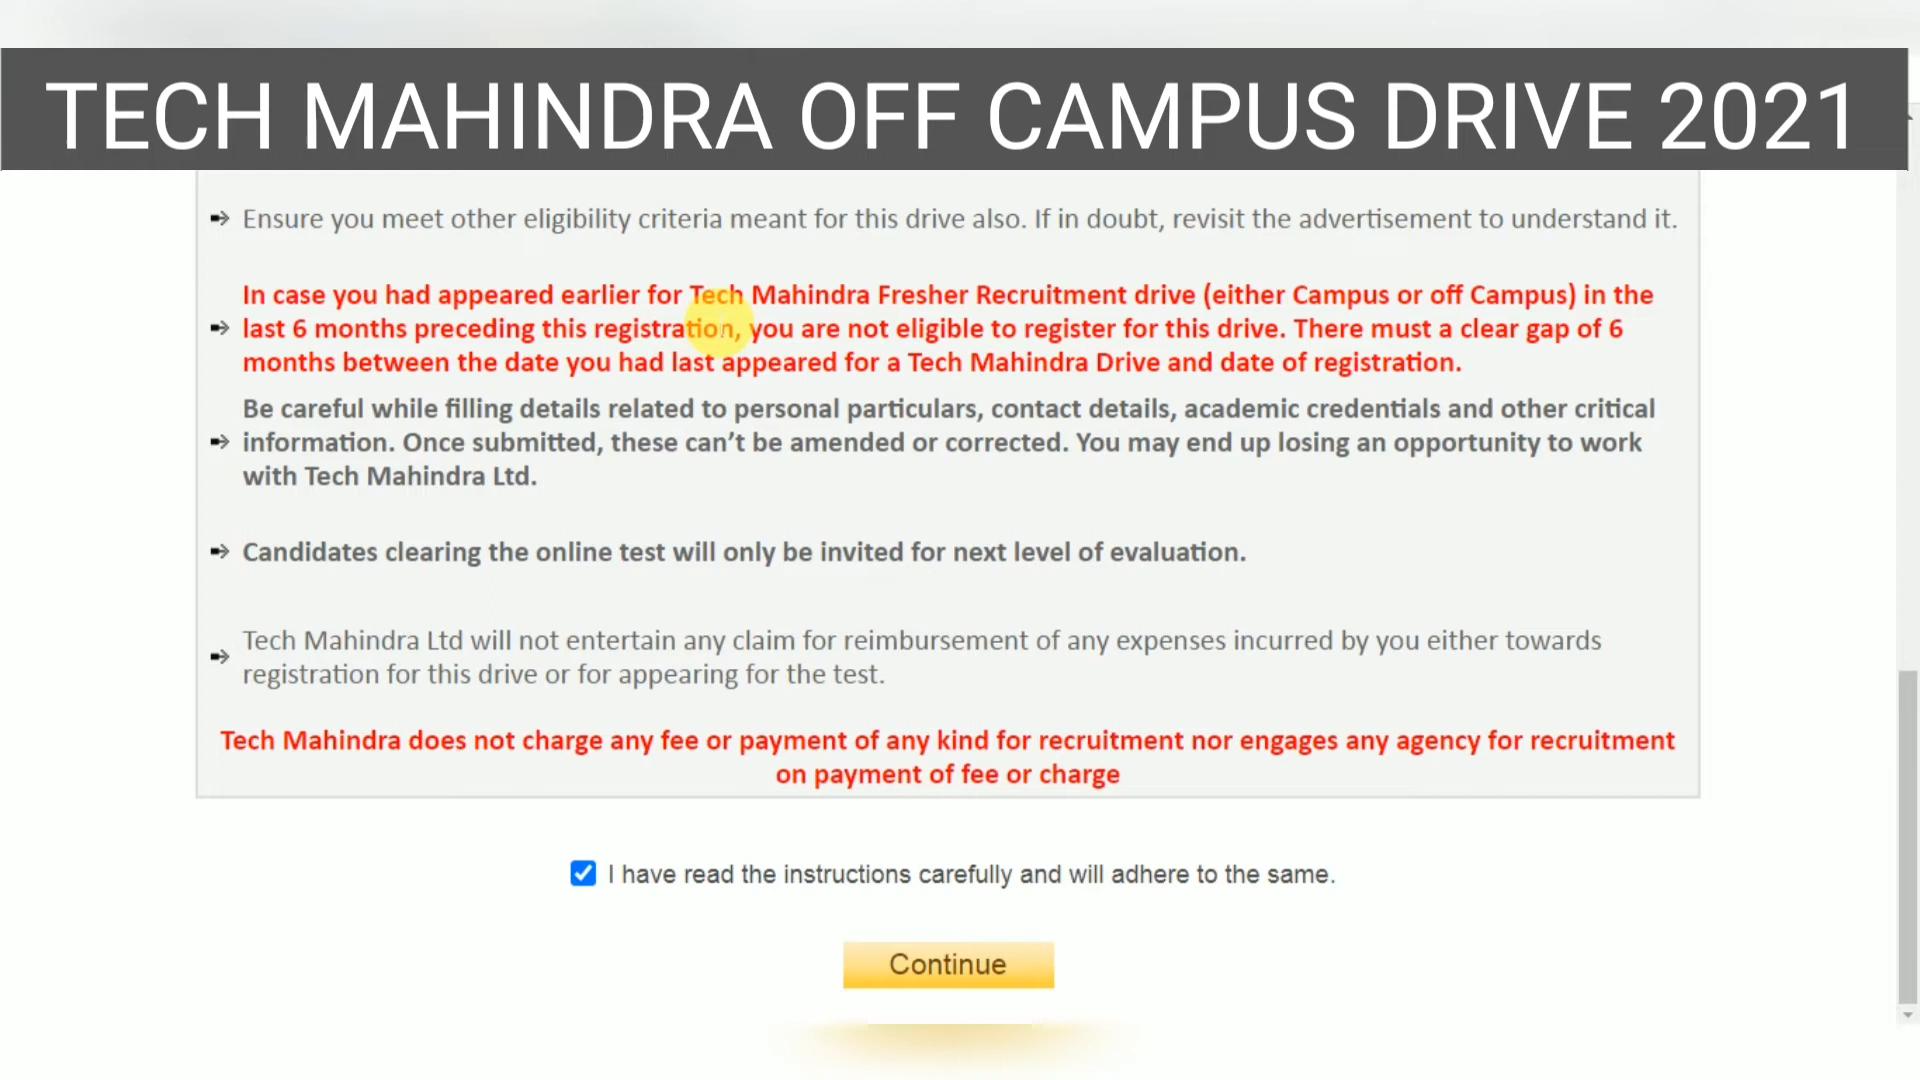 TECH MAHINDRA OFF CAMPUS DRIVE 2021
Ensure you meet other eligibility criteria meant for this drive also. If in doubt, revisit the advertisement to understand it.
In case you had appeared earlier for Tech Mahindra Fresher Recruitment drive (either Campus or off Campus) in the
last 6 months preceding this registration, you are not eligible to register for this drive. There must a clear gap of 6
months between the date you had last appeared for a Tech Mahindra Drive and date of registration.
Be careful while filling details related to personal particulars, contact details, academic credentials and other critical
information. Once submitted, these can’t be amended or corrected. You may end up losing an opportunity to work
with Tech Mahindra Ltd.
Candidates clearing the online test will only be invited for next level of evaluation.
Tech Mahindra Ltd will not entertain any claim for reimbursement of any expenses incurred by you either towards
registration for this drive or for appearing for the test.
Tech Mahindra does not charge any fee or payment of any kind for recruitment nor engages any agency for recruitment
on payment of fee or charge
I have read the instructions carefully and will adhere to the same.
Continue